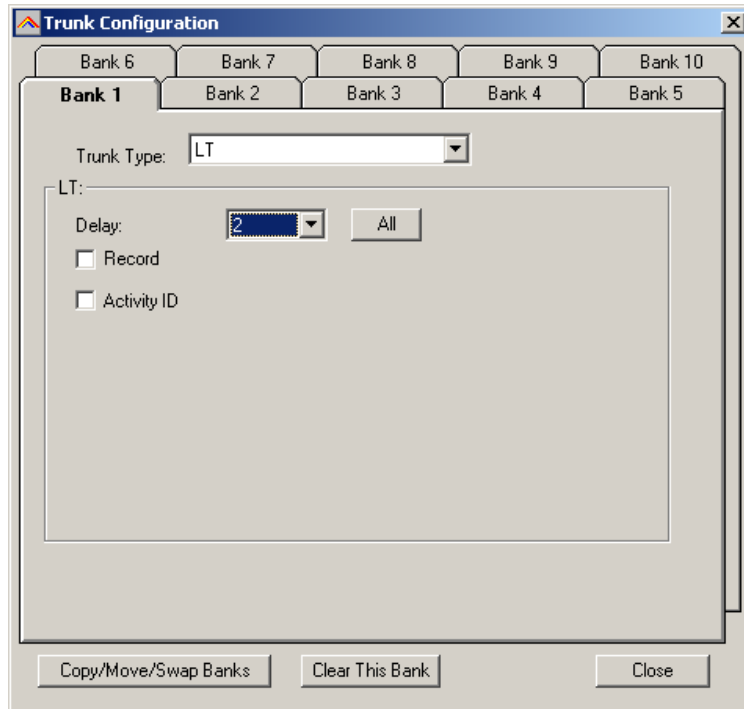 Trunk Configuration
Bank 6 Bank 7 Bank 8 Bank 9 Bank 10
Bank 1 Bank 2 Bank 3 Bank 4 Bank 5
Trunk Type: LT
LT:
Delay: 2 All
Record
Activity ID
Copy/Move/Swap Banks Clear This Bank Close